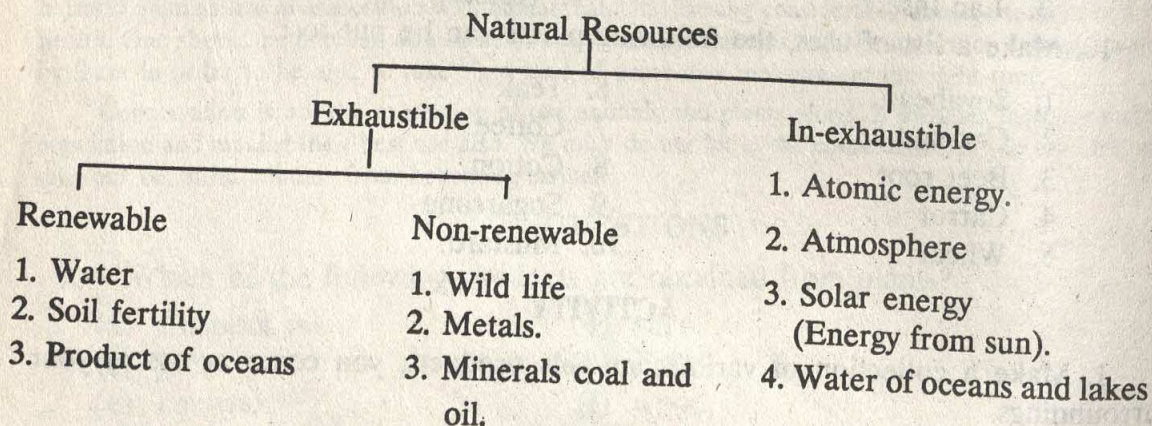 Natural Resources
Exhaustible
In-exhaustible
Renewable
1. Water
2. Soil fertility
3. Product of oceans
Non-renewable
1. Wild life
2. Metals.
3. Minerals coal and
oil.
1. Atomic energy.
2. Atmosphere
3. Solar energy
(Energy from sun).
4. Water of oceans and lakes